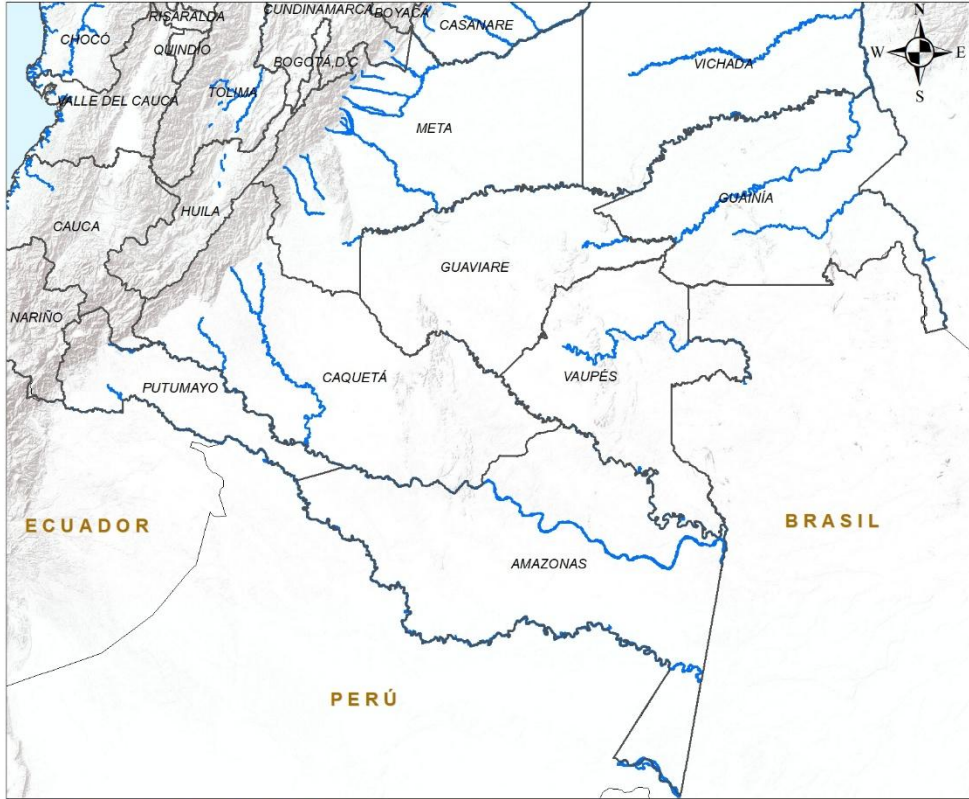 N
W E
S
CUNDINAMARCA
BOYACÁ
RISARALDA
CASANARE
CHOCÓ
QUINDÍO
BOGOTÁ, D.C.
VICHADA
TOLIMA
VALLE DEL CAUCA
META
GUAINÍA
HUILA
CAUCA
GUAVIARE
NARIÑO
CAQUETÁ
VAUPÉS
PUTUMAYO
ECUADOR
BRASIL
AMAZONAS
PERÚ